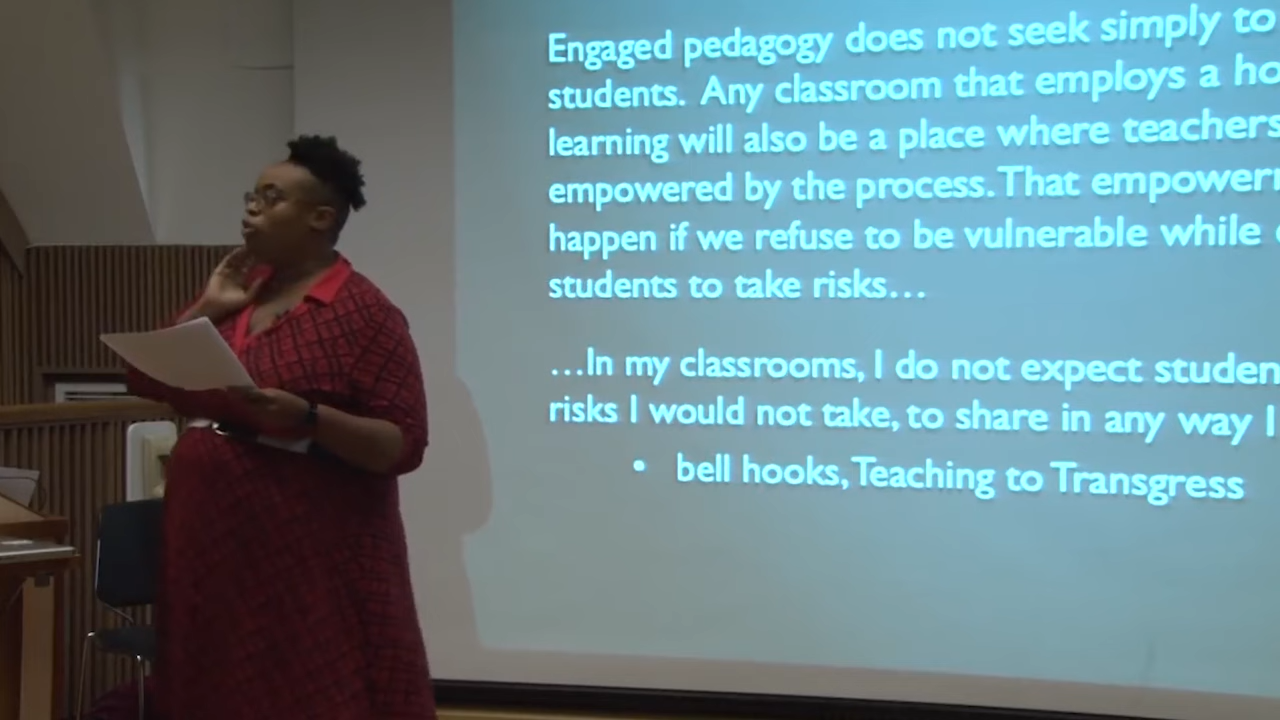 Engaged pedagogy does not seek simply to
students. Any classroom that employs a ho
learning will also be a place where teachers
empowered by the process. That empower
happen if we refuse to be vulnerable while
students to take risks...
...In my classrooms, I do not expect studen
risks I would not take, to share in any way I
• bell hooks, Teaching to Transgress